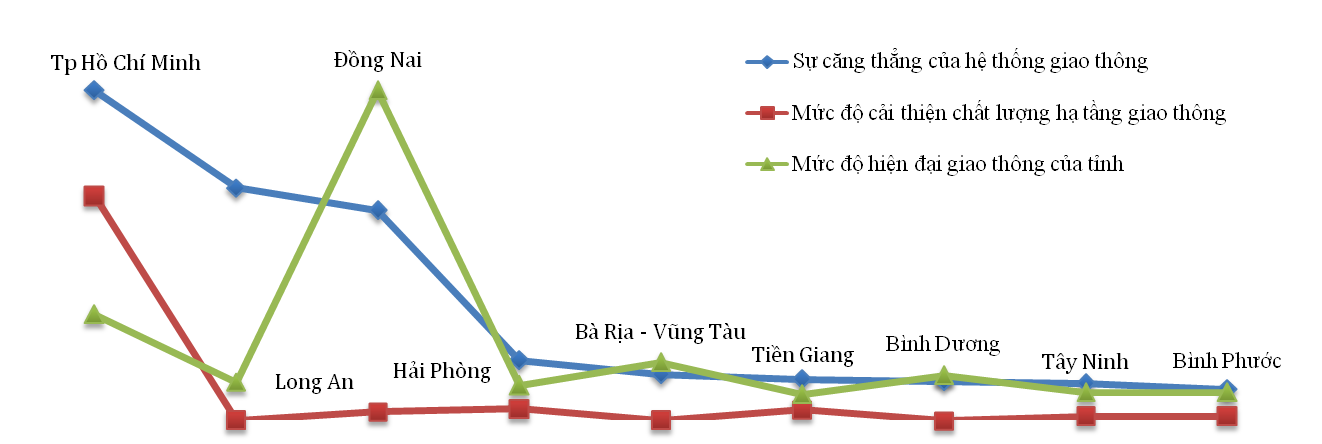 Tp Hồ Chí Minh
Đồng Nai
Sự căng thẳng của hệ thống giao thông
Mức độ cải thiện chất lượng hạ tầng giao thông
Mức độ hiện đại giao thông của tỉnh
Long An
Hải Phòng
Bà Rịa - Vũng Tàu
Tiền Giang
Bình Dương
Tây Ninh
Bình Phước